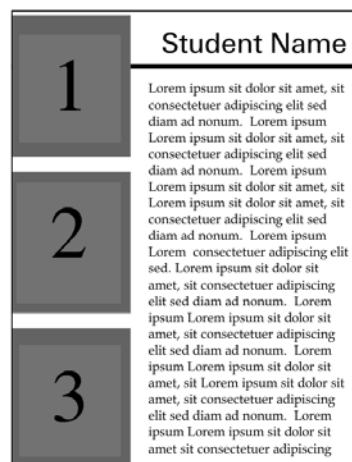 1
2
3
Student Name
Lorem ipsum sit dolor sit amet, sit
consectetuer adipiscing elit sed
diam ad nonum. Lorem ipsum
Lorem ipsum sit dolor sit amet, sit
consectetuer adipiscing elit sed
diam ad nonum. Lorem ipsum
Lorem ipsum sit dolor sit amet, sit
Lorem ipsum sit dolor sit amet, sit
consectetuer adipiscing elit sed
diam ad nonum. Lorem ipsum
Lorem consectetuer adipiscing elit
sed. Lorem ipsum sit dolor sit
amet, sit consectetuer adipiscing
elit sed diam ad nonum. Lorem
ipsum Lorem ipsum sit dolor sit
amet, sit consectetuer adipiscing
elit sed diam ad nonum. Lorem
ipsum Lorem ipsum sit dolor sit
amet, sit Lorem ipsum sit dolor sit
amet, sit consectetuer adipiscing
elit sed diam ad nonum. Lorem
ipsum Lorem ipsum sit dolor sit
amet sit consectetuer adipiscing